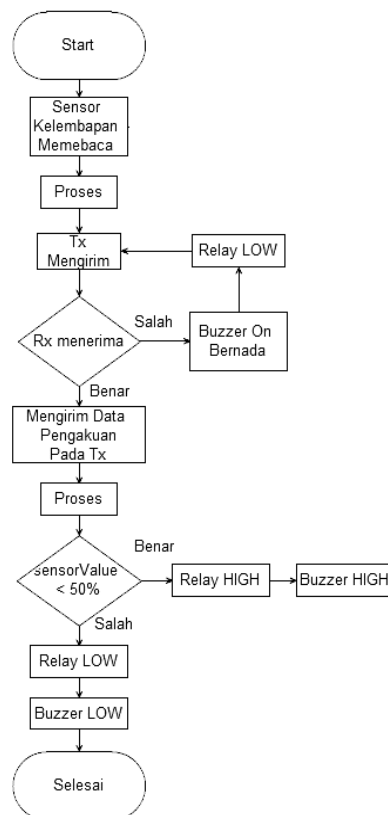 Start
Sensor
Kelembapan
Memebaca
Proses
Tx
Mengirim
Relay LOW
Rx menerima
Salah
Buzzer On
Bernada
Benar
Mengirim Data
Pengakuan
Pada Tx
Proses
sensorValue
< 50%
Benar
Relay HIGH
Buzzer HIGH
Salah
Relay LOW
Buzzer LOW
Selesai